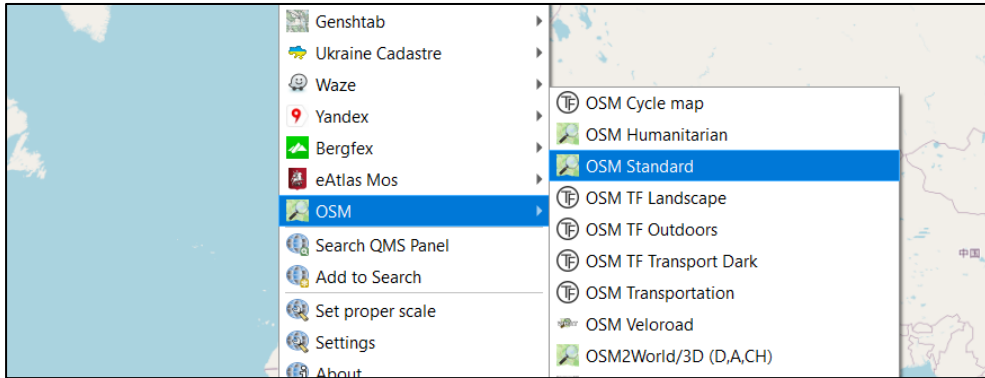 Genshtab
Ukraine Cadastre
Waze
Yandex
Bergfex
eAtlas Mos
OSM
Search QMS Panel
Add to Search
Set proper scale
Settings
About
OSM Cycle map
OSM Humanitarian
OSM Standard
OSM TF Landscape
OSM TF Outdoors
OSM TF Transport Dark
OSM Transportation
OSM Veloroad
OSM2World/3D (D,A,CH)
中国